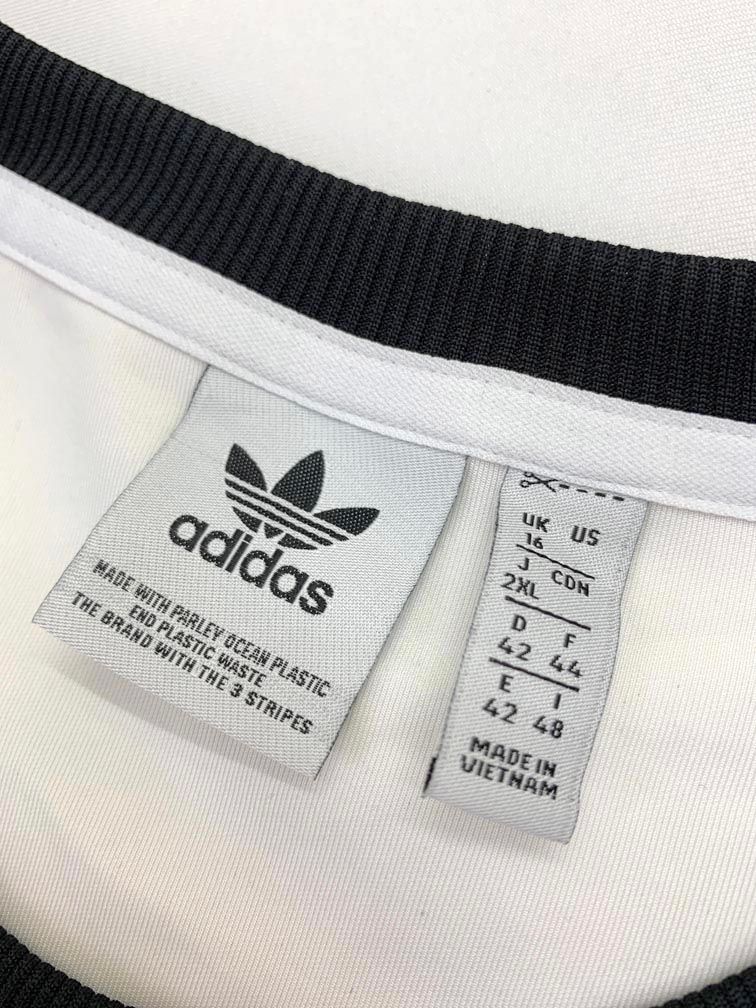 adidas
MADE WITH PARLEY OCEAN PLASTIC
END PLASTIC WASTE
THE BRAND WITH THE 3 STRIPES
UK US
16
J CDN
2XL
D F
42 44
E I
42 48
MADE IN
VIETNAM